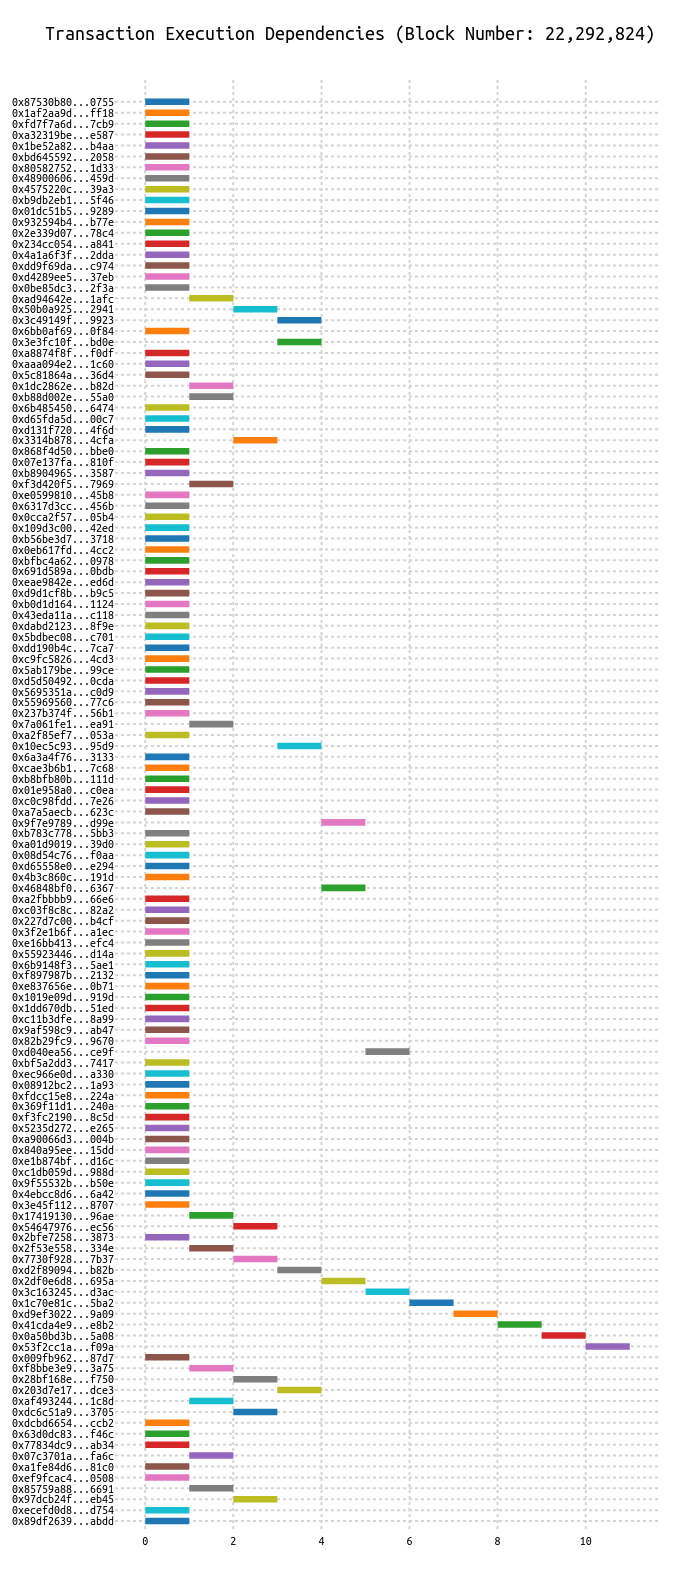 Transaction Execution Dependencies (Block Number: 22,292,824)
0x87530b80...0755
0x1af2aa9d...ff18
0xfd7f7a6d...7cb9
0xa32319be...e587
0x1be52a82...b4aa
0xbd645592...2058
0x80582752...1d33
0x48900606...459d
0x4575220c...39a3
0xb9db2eb1...5f46
0x01dc51b5...9289
0x932594b4...b77e
0x2e339d07...78c4
0x234cc054...a841
0x4a1a6f3f...2dda
0xdd9f69da...c974
0xd4289ee5...37eb
0x0be85dc3...2f3a
0xad94642e...1afc
0x50b0a925...2941
0x3c49149f...9923
0x6bb0af69...0f84
0x3e3fc10f...bd0e
0xa8874f8f...f0df
0xaaa094e2...1c60
0x5c81864a...36d4
0x1dc2862e...b82d
0xb88d002e...55a0
0x6b485450...6474
0xd65fda5d...00c7
0xd131f720...4f6d
0x3314b878...4cfa
0x868f4d50...bbe0
0x07e137fa...810f
0xb8904965...3587
0xf3d420f5...7969
0xe0599810...45b8
0x6317d3cc...456b
0x0cca2f57...05b4
0x109d3c00...42ed
0xb56be3d7...3718
0x0eb617fd...4cc2
0xbfbc4a62...0978
0x691d589a...0bdb
0xeae9842e...ed6d
0xd9d1cf8b...b9c5
0xb0d1d164...1124
0x43eda11a...c118
0xdabd2123...8f9e
0x5bdbec08...c701
0xdd190b4c...7ca7
0xc9fc5826...4cd3
0x5ab179be...99ce
0xd5d50492...0cda
0x5695351a...c0d9
0x55969560...77c6
0x237b374f...56b1
0x7a061fe1...ea91
0xa2f85ef7...053a
0x10ec5c93...95d9
0x6a3a4f76...3133
0xcae3b6b1...7c68
0xb8bfb80b...111d
0x01e958a0...c0ea
0xc0c98fdd...7e26
0xa7a5aecb...623c
0x9f7e9789...d99e
0xb783c778...5bb3
0xa01d9019...39d0
0x08d54c76...f0aa
0xd65558e0...e294
0x4b3c860c...191d
0x46848bf0...6367
0xa2fbbbb9...66e6
0xc03f8c8c...82a2
0x227d7c00...b4cf
0x3f2e1b6f...a1ec
0xe16bb413...efc4
0x55923446...d14a
0x6b9148f3...5ae1
0xf897987b...2132
0xe837656e...0b71
0x1019e09d...919d
0x1dd670db...51ed
0xc11b3dfe...8a99
0x9af598c9...ab47
0x82b29fc9...9670
0xd040ea56...ce9f
0xbf5a2dd3...7417
0xec966e0d...a330
0x08912bc2...1a93
0xfdcc15e8...224a
0x369f11d1...240a
0xf3fc2190...8c5d
0x5235d272...e265
0xa90066d3...004b
0x840a95ee...15dd
0xe1b874bf...d16c
0xc1db059d...988d
0x9f55532b...b50e
0x4ebcc8d6...6a42
0x3e45f112...8707
0x17419130...96ae
0x54647976...ec56
0x2bfe7258...3873
0x2f53e558...334e
0x7730f928...7b37
0xd2f89094...b82b
0x2df0e6d8...695a
0x3c163245...d3ac
0x1c70e81c...5ba2
0xd9ef3022...9a09
0x41cda4e9...e8b2
0x0a50bd3b...5a08
0x53f2cc1a...f09a
0x009fb962...87d7
0xf8bbe3e9...3a75
0x28bf168e...f750
0x203d7e17...dce3
0xaf493244...1c8d
0xdc6c51a9...3705
0xdcbd6654...ccb2
0x63d0dc83...f46c
0x77834dc9...ab34
0x07c3701a...fa6c
0xa1fe84d6...81c0
0xef9fcac4...0508
0x85759a88...6691
0x97dcb24f...eb45
0xecefd0d8...d754
0x89df2639...abdd
0 2 4 6 8 10